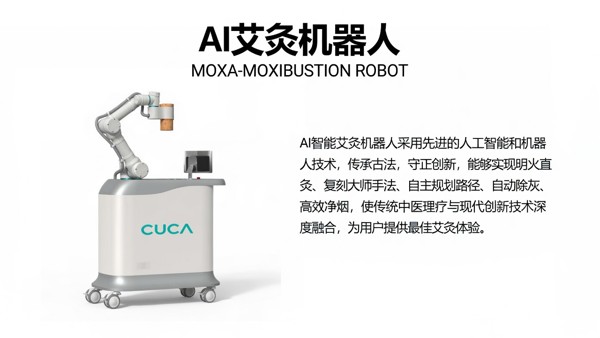 AI艾灸机器人
MOXA-MOXIBUSTION ROBOT
AI智能艾灸机器人采用先进的人工智能和机器
人技术，传承古法，守正创新，能够实现明火直
灸、复刻大师手法、自主规划路径、自动除灰、
高效净烟，使传统中医理疗与现代创新技术深
度融合，为用户提供最佳艾灸体验。
CUCA